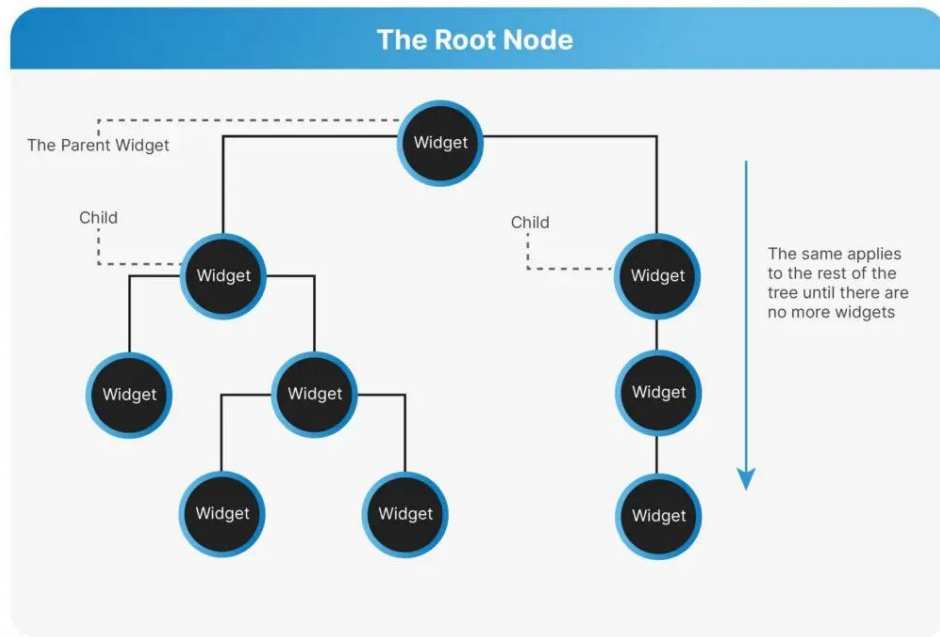 The Root Node
Widget
The Parent Widget
Child
Child
Widget
Widget
The same applies
to the rest of the
tree until there are
no more widgets
Widget
Widget
Widget
Widget
Widget
Widget